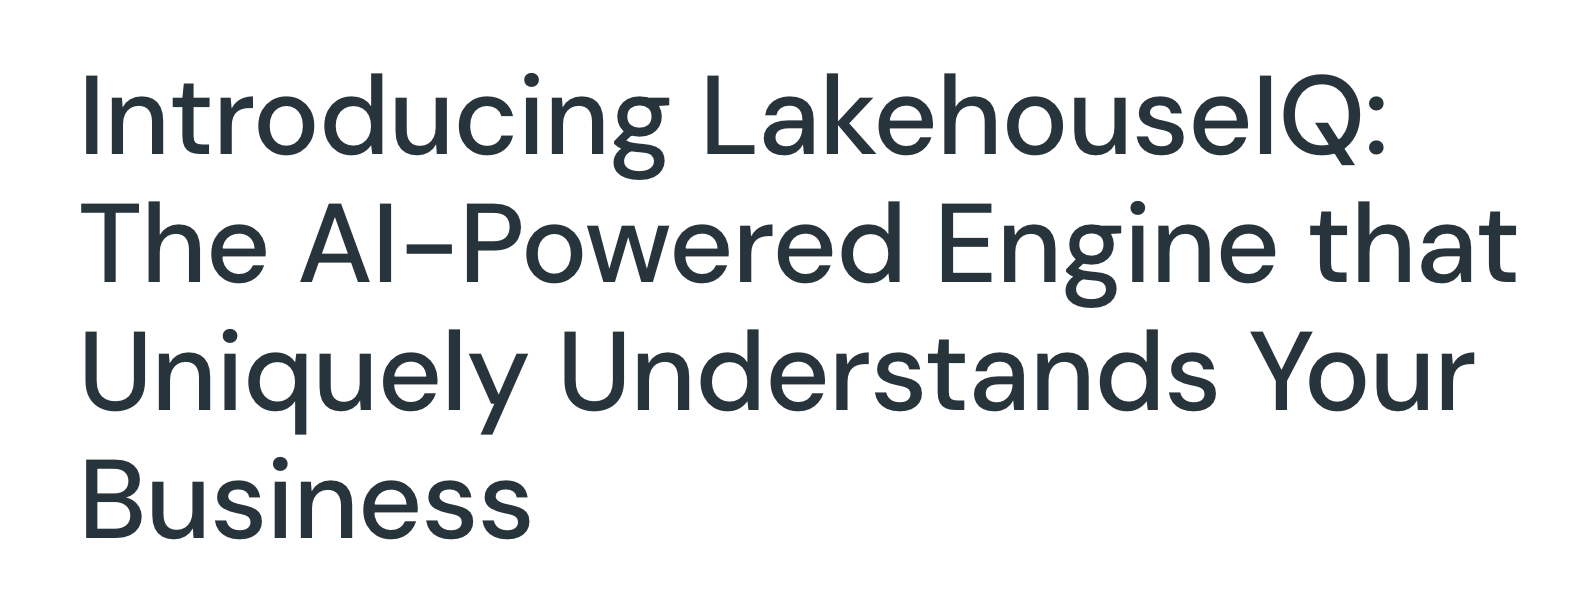 Introducing LakehouseIQ:
The AI-Powered Engine that
Uniquely Understands Your
Business